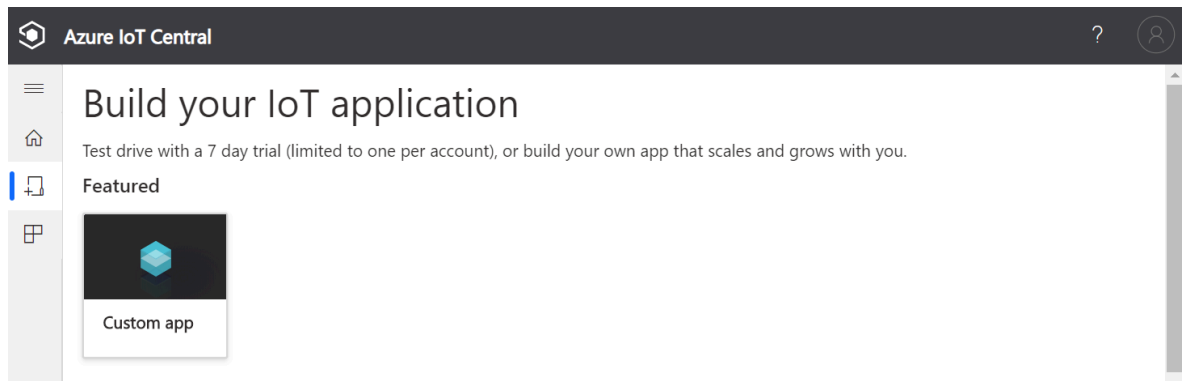 Azure IoT Central
?
Build your IoT application
Test drive with a 7 day trial (limited to one per account), or build your own app that scales and grows with you.
Featured
Custom app